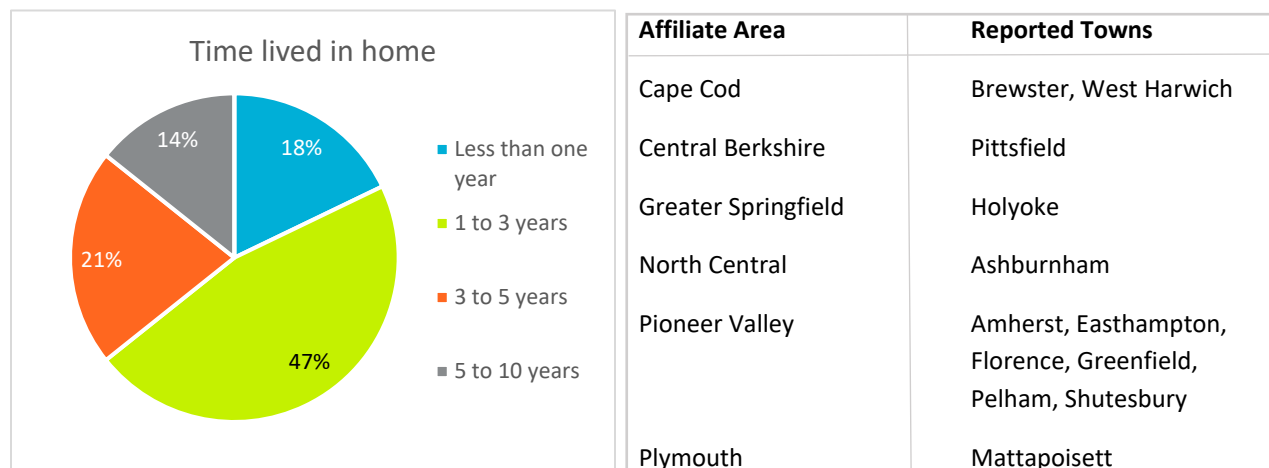 Time lived in home
18%
47%
21%
14%
Less than one
year
1 to 3 years
3 to 5 years
5 to 10 years
Affiliate Area Reported Towns
Cape Cod Brewster, West Harwich
Central Berkshire Pittsfield
Greater Springfield Holyoke
North Central Ashburnham
Pioneer Valley Amherst, Easthampton,
Florence, Greenfield,
Pelham, Shutesbury
Plymouth Mattapoisett